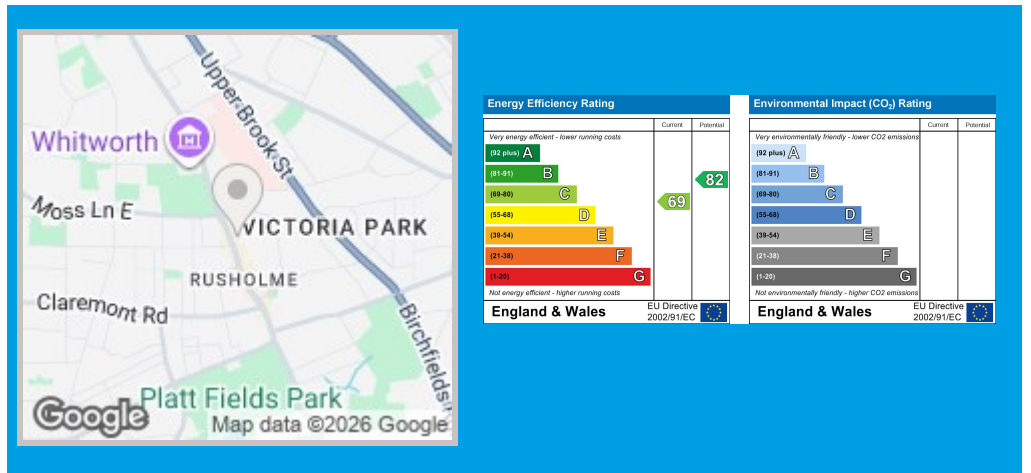 Upper Brook St
Whitworth
Moss Ln E
VICTORIA PARK
RUSHOLME
Claremont Rd
Birchfields
Platt Fields Park
Google
Map data ©2026 Google
Energy Efficiency Rating
Current
Potential
Very energy efficient - lower running costs
(92 plus) A
(81-91) B
(69-80) C
(55-68) D
(39-54) E
(21-38) F
(1-20) G
82
69
Not energy efficient - higher running costs
England & Wales
EU Directive
2002/91/EC
Environmental Impact (CO₂) Rating
Current
Potential
Very environmentally friendly - lower CO2 emissions
(92 plus) A
(81-91) B
(69-80) C
(55-68) D
(39-54) E
(21-38) F
(1-20) G
Not environmentally friendly - higher CO2 emissions
England & Wales
EU Directive
2002/91/EC